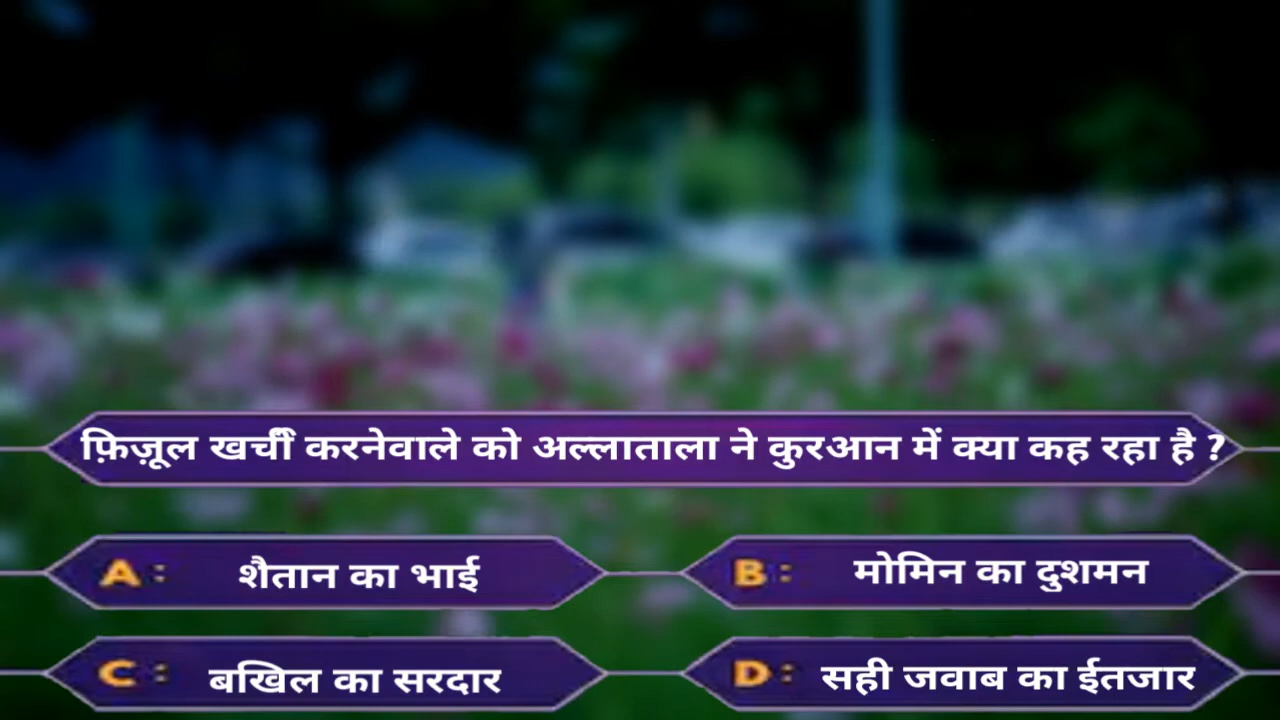 फ़िज़ूल खर्ची करनेवाले को अल्लाताला ने कुरआन में क्या कह रहा है ?
A : शैतान का भाई
B : मोमिन का दुशमन
C : बखिल का सरदार
D : सही जवाब का ईतजार